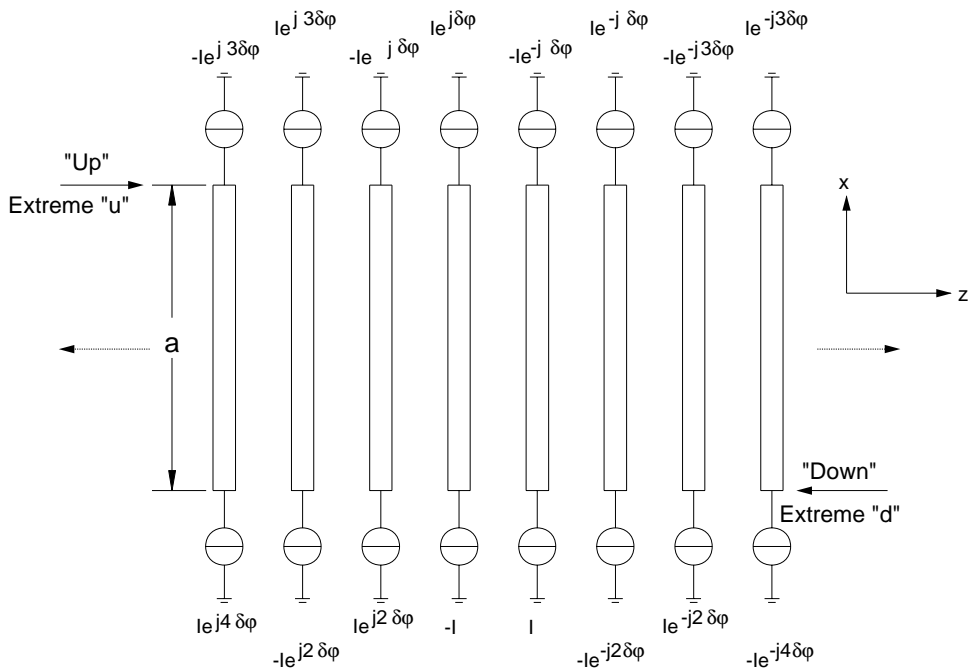 Ie^{j 3δφ} Ie^{jδφ} Ie^{-j δφ} Ie^{-j3δφ}
-Ie^{j 3δφ} -Ie^{j δφ} -Ie^{-j δφ} -Ie^{-j3δφ}
"Up"
Extreme "u"
x
z
a
"Down"
Extreme "d"
Ie^{j4 δφ} Ie^{j2 δφ} -I I Ie^{-j2 δφ}
-Ie^{j2 δφ} -Ie^{-j2δφ} -Ie^{-j4δφ}